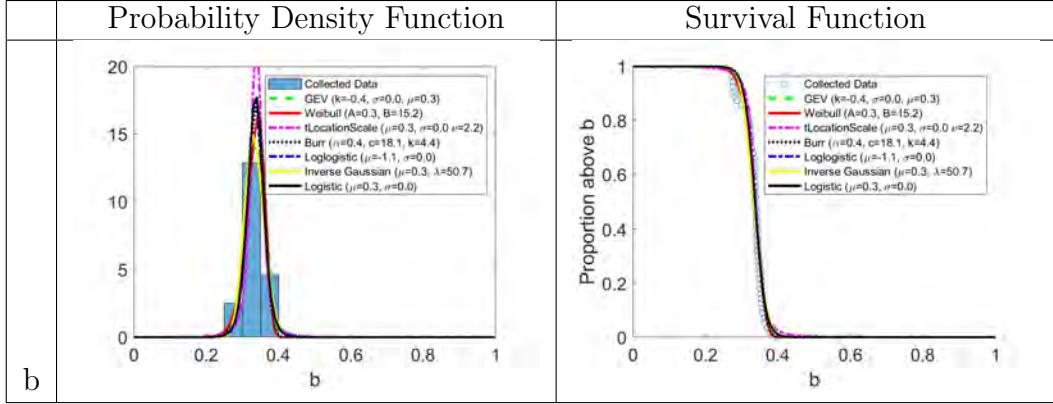 Probability Density Function
Survival Function
20
15
10
5
0
0
0.2
0.4
0.6
0.8
1
b
Collected Data
GEV (k=-0.4, σ=0.0, μ=0.3)
Weibull (A=0.3, B=15.2)
tLocationScale (μ=0.3, σ=0.0 ν=2.2)
Burr (α=0.4, c=18.1, k=4.4)
Loglogistic (μ=-1.1, σ=0.0)
Inverse Gaussian (μ=0.3, λ=50.7)
Logistic (μ=0.3, σ=0.0)
Proportion above b
1
0.8
0.6
0.4
0.2
0
0
0.2
0.4
0.6
0.8
1
b
Collected Data
GEV (k=-0.4, σ=0.0, μ=0.3)
Weibull (A=0.3, B=15.2)
tLocationScale (μ=0.3, σ=0.0 ν=2.2)
Burr (α=0.4, c=18.1, k=4.4)
Loglogistic (μ=-1.1, σ=0.0)
Inverse Gaussian (μ=0.3, λ=50.7)
Logistic (μ=0.3, σ=0.0)
b